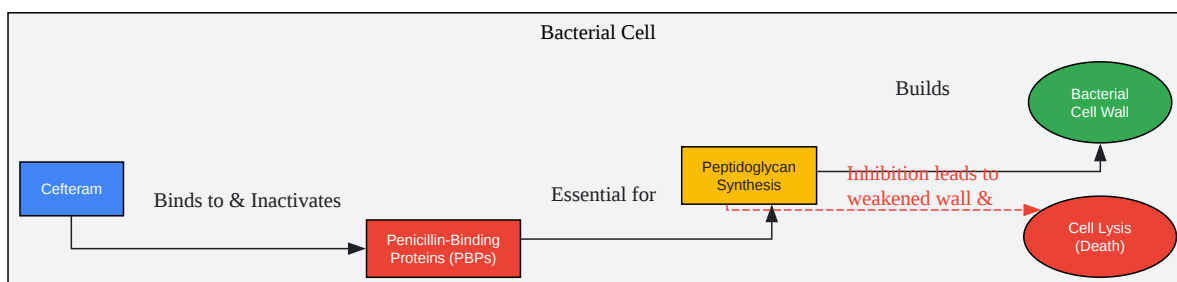 Bacterial Cell
Builds
Bacterial
Cell Wall
Cefteram
Binds to & Inactivates
Essential for
Peptidoglycan
Synthesis
Inhibition leads to
weakened wall &
Penicillin-Binding
Proteins (PBPs)
Cell Lysis
(Death)